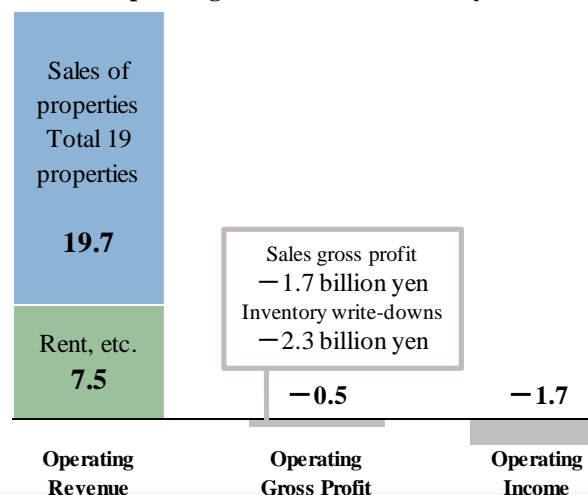 Sales of
properties
Total 19
properties
19.7
Rent, etc.
7.5
Sales gross profit
－1.7 billion yen
Inventory write-downs
－2.3 billion yen
－0.5
－1.7
Operating
Revenue
Operating
Gross Profit
Operating
Income